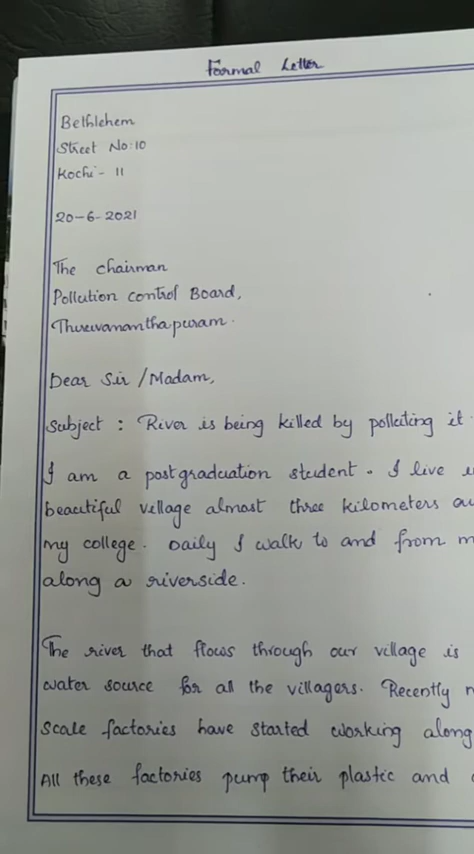 Formal Letter
Bethlehem
Street No:10
Kochi - 11
20-6-2021
The chairman
Pollution control Board,
Thiruvananthapuram.
Dear Sir /Madam,
Subject : River is being killed by polluting it
I am a postgraduation student. I live
beautiful village almost three kilometers
my college. Daily I walk to and from
along a riverside.
The river that flows through our village is
water source for all the villagers. Recently
scale factories have started working along
All these factories pump their plastic and